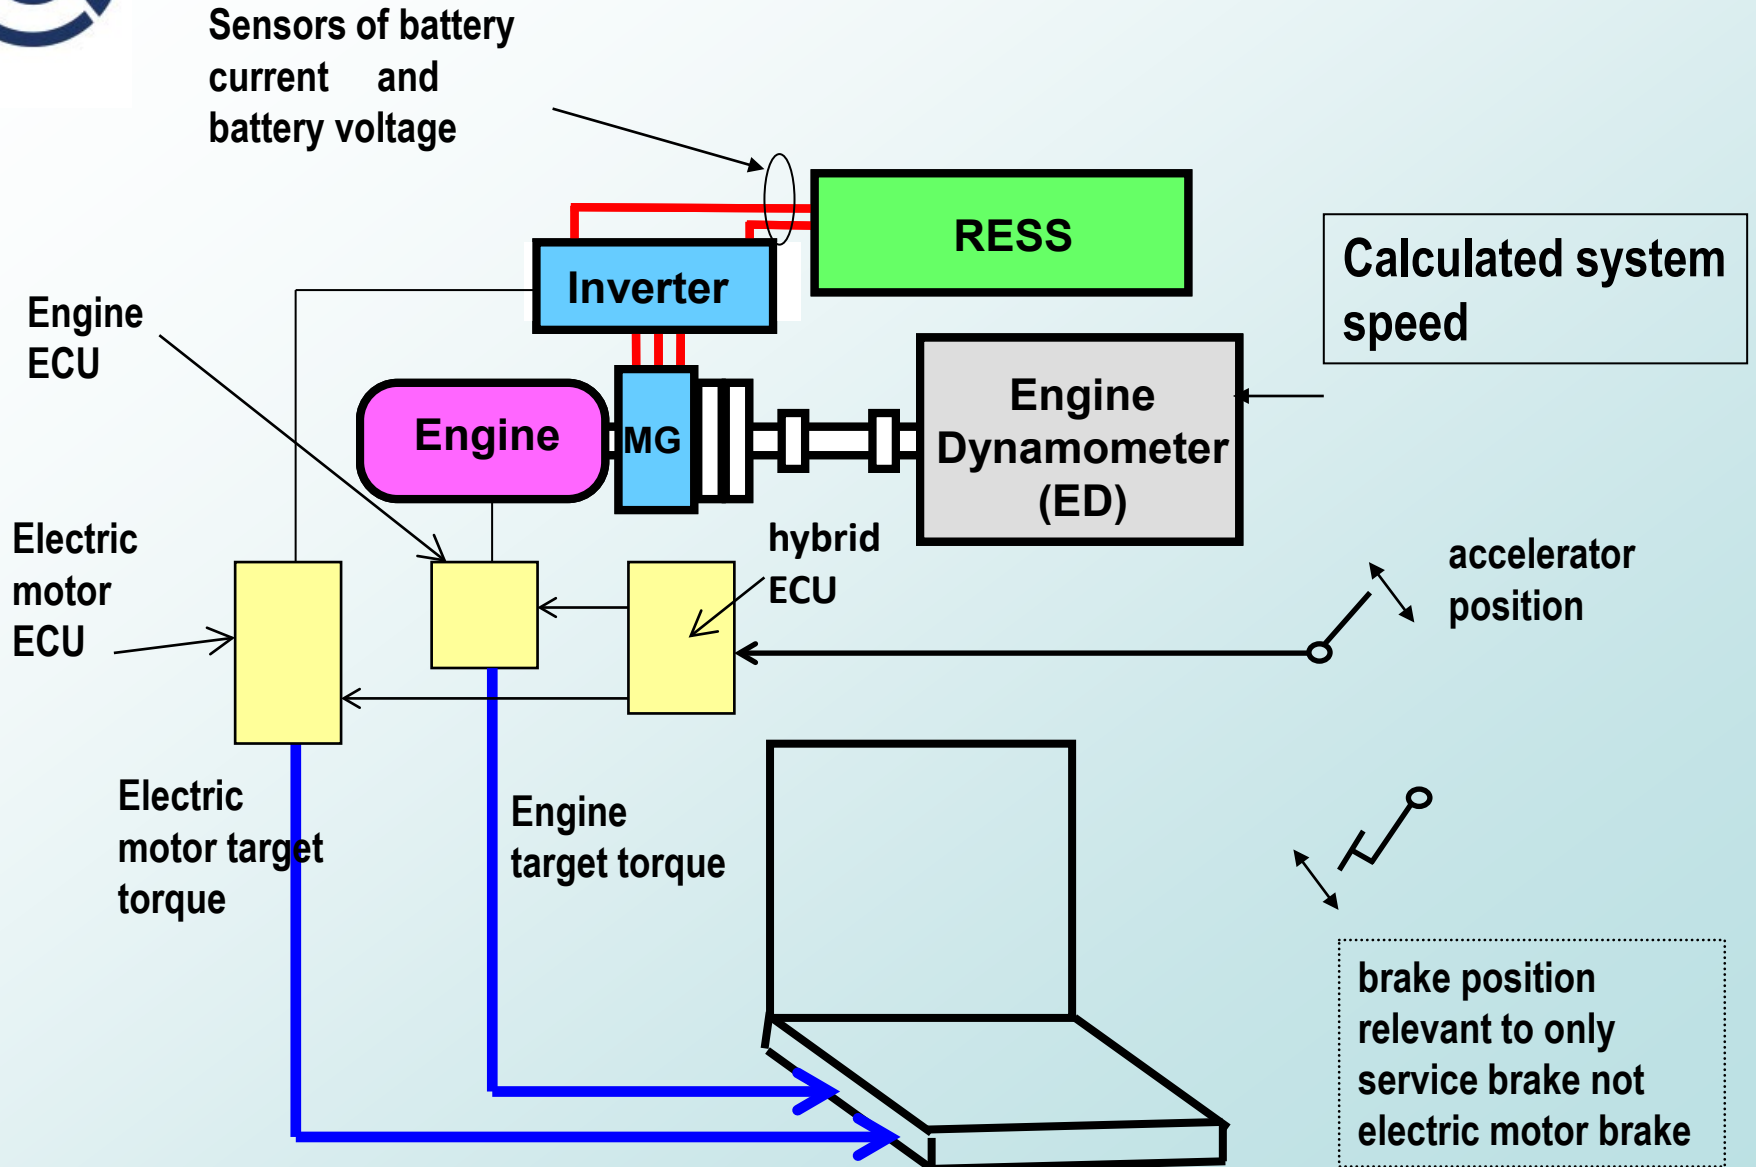 Sensors of battery
current and
battery voltage
RESS
Calculated system
speed
Inverter
Engine
ECU
Engine
MG
Engine
Dynamometer
(ED)
Electric
motor
ECU
hybrid
ECU
accelerator
position
Electric
motor target
torque
Engine
target torque
brake position
relevant to only
service brake not
electric motor brake